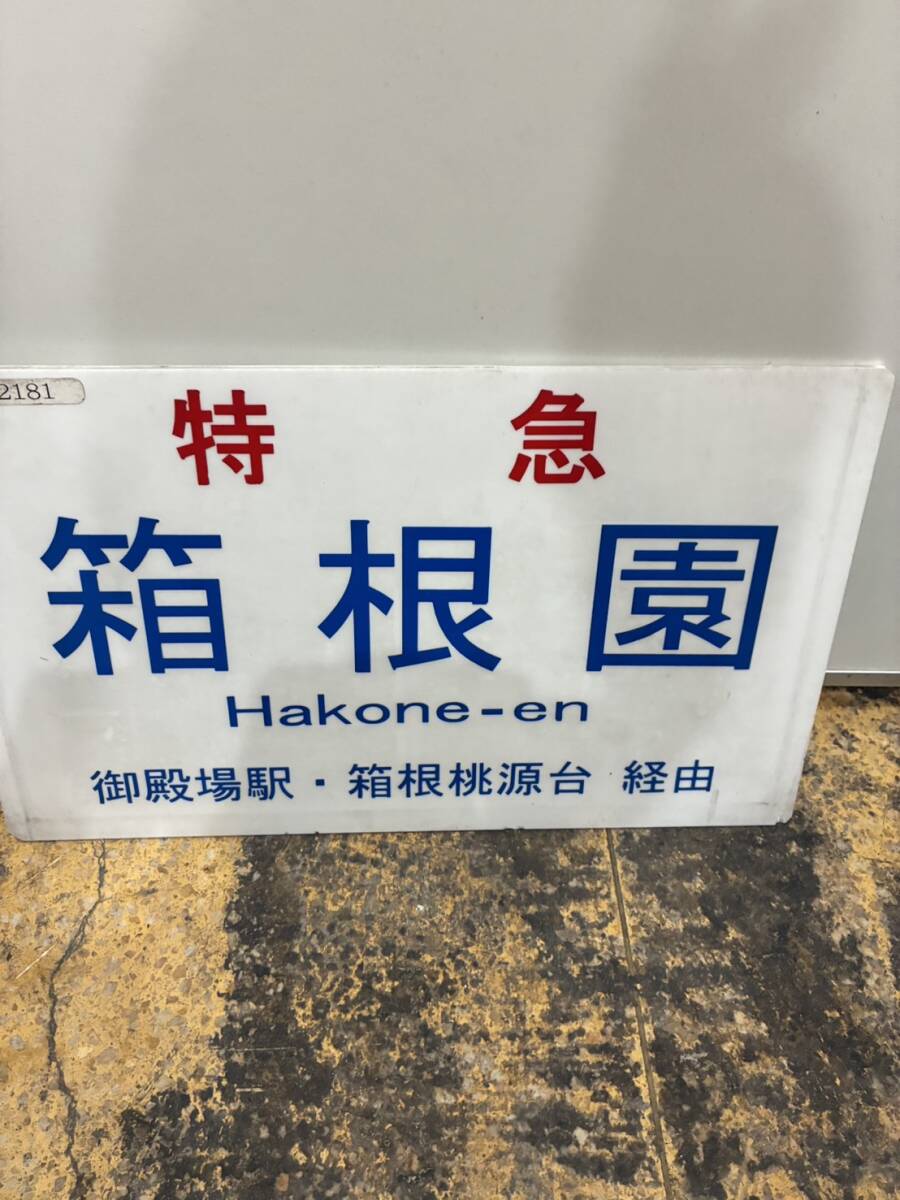 2181
特急
箱根園
Hakone-en
御殿場駅・箱根桃源台 経由